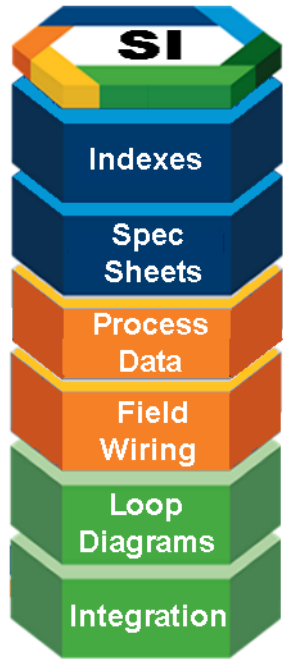 SI
Indexes
Spec
Sheets
Process
Data
Field
Wiring
Loop
Diagrams
Integration